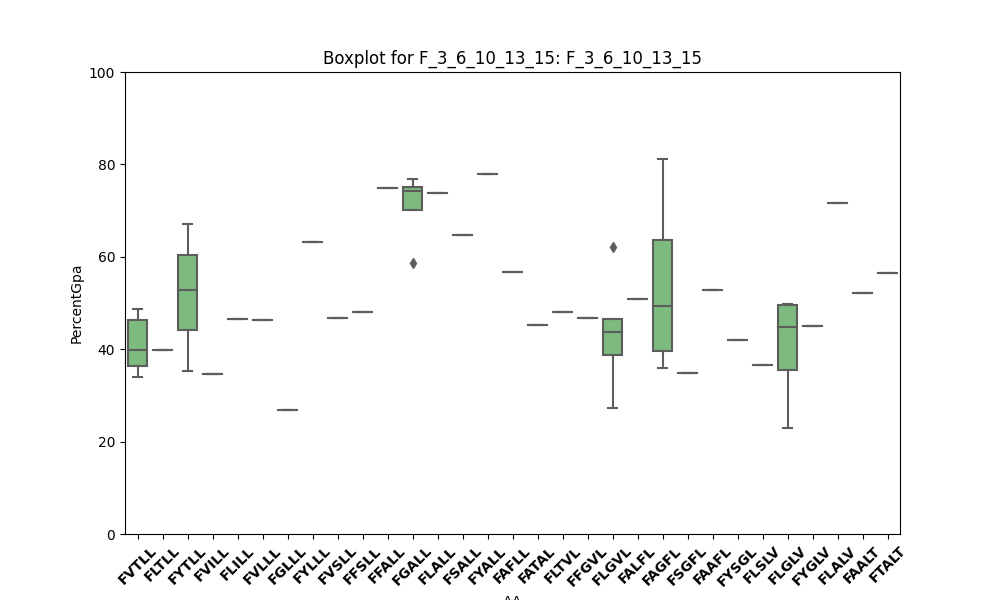 Boxplot for F_3_6_10_13_15: F_3_6_10_13_15
100
80
60
40
20
0
PercentGpa
FVTLL
FLTLL
FYTLL
FVILL
FLILL
FVLLL
FGLLL
FYLLL
FVSLL
FFSLL
FFALL
FGALL
FLALL
FSALL
FYALL
FAFLL
FATAL
FLTVL
FFGVL
FLGVL
FALFL
FAGFL
FSGFL
FAAFL
FYSGL
FLSLV
FLGLV
FYGLV
FLALV
FAALT
FTALT